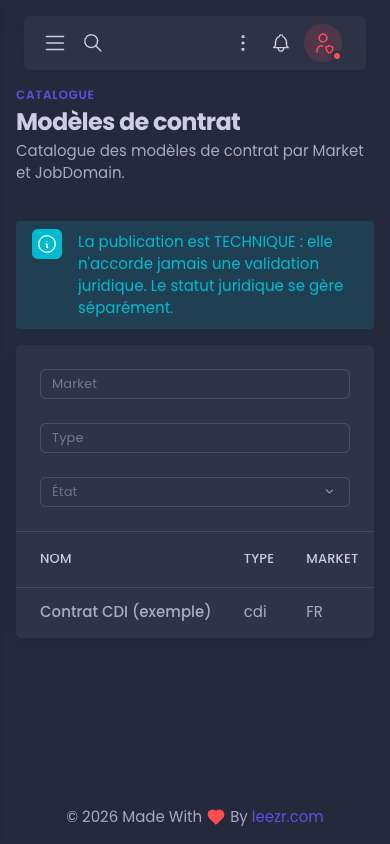 CATALOGUE
Modèles de contrat
Catalogue des modèles de contrat par Market
et JobDomain.
La publication est TECHNIQUE : elle
n'accorde jamais une validation
juridique. Le statut juridique se gère
séparément.
Market
Type
État
NOM TYPE MARKET
Contrat CDI (exemple) cdi FR
© 2026 Made With By leezr.com